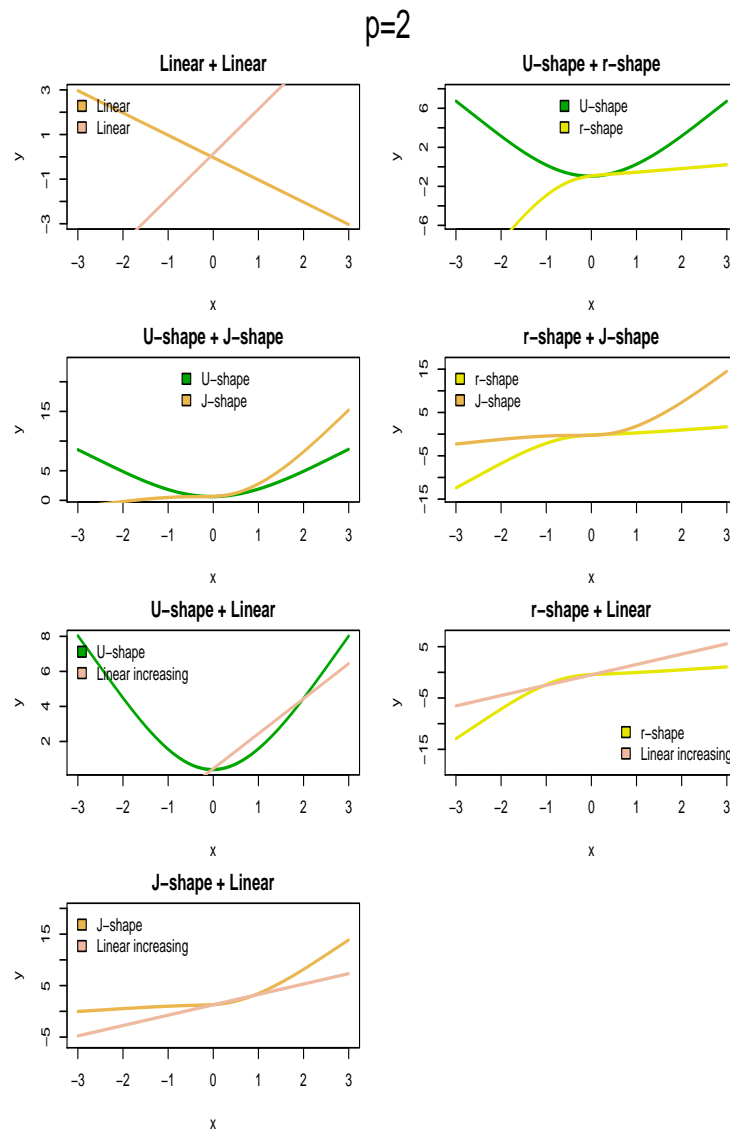 p=2
Linear + Linear
Linear
Linear
y
3
1
−1
−3
−3 −2 −1 0 1 2 3
x
U−shape + r−shape
U−shape
r−shape
y
6
2
−2
−6
−3 −2 −1 0 1 2 3
x
U−shape + J−shape
U−shape
J−shape
y
15
5
0
−3 −2 −1 0 1 2 3
x
r−shape + J−shape
r−shape
J−shape
y
15
5
−5
−15
−3 −2 −1 0 1 2 3
x
U−shape + Linear
U−shape
Linear increasing
y
8
6
4
2
−3 −2 −1 0 1 2 3
x
r−shape + Linear
r−shape
Linear increasing
y
5
−5
−15
−3 −2 −1 0 1 2 3
x
J−shape + Linear
J−shape
Linear increasing
y
15
5
−5
−3 −2 −1 0 1 2 3
x